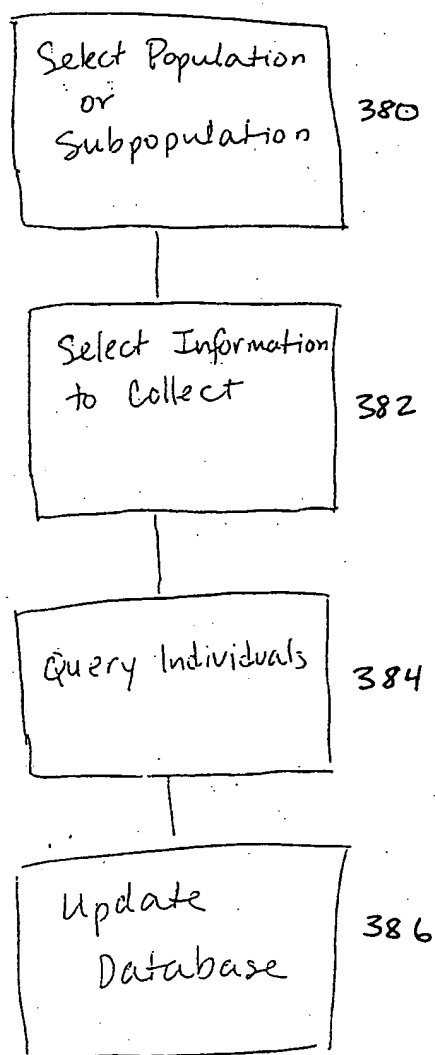 Select Population
or
Subpopulation
380
Select Information
to Collect
382
Query Individuals
384
Update
Database
386